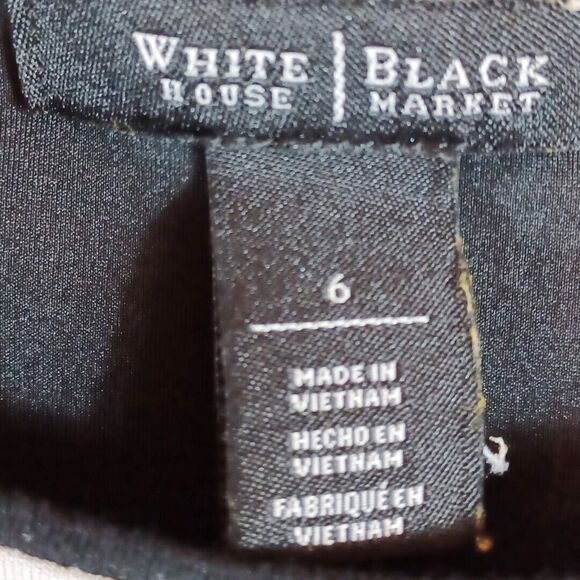 WHITE | BLACK
HOUSE | MARKET
6
MADE IN
VIETNAM
HECHO EN
VIETNAM
FABRIQUÉ EN
VIETNAM